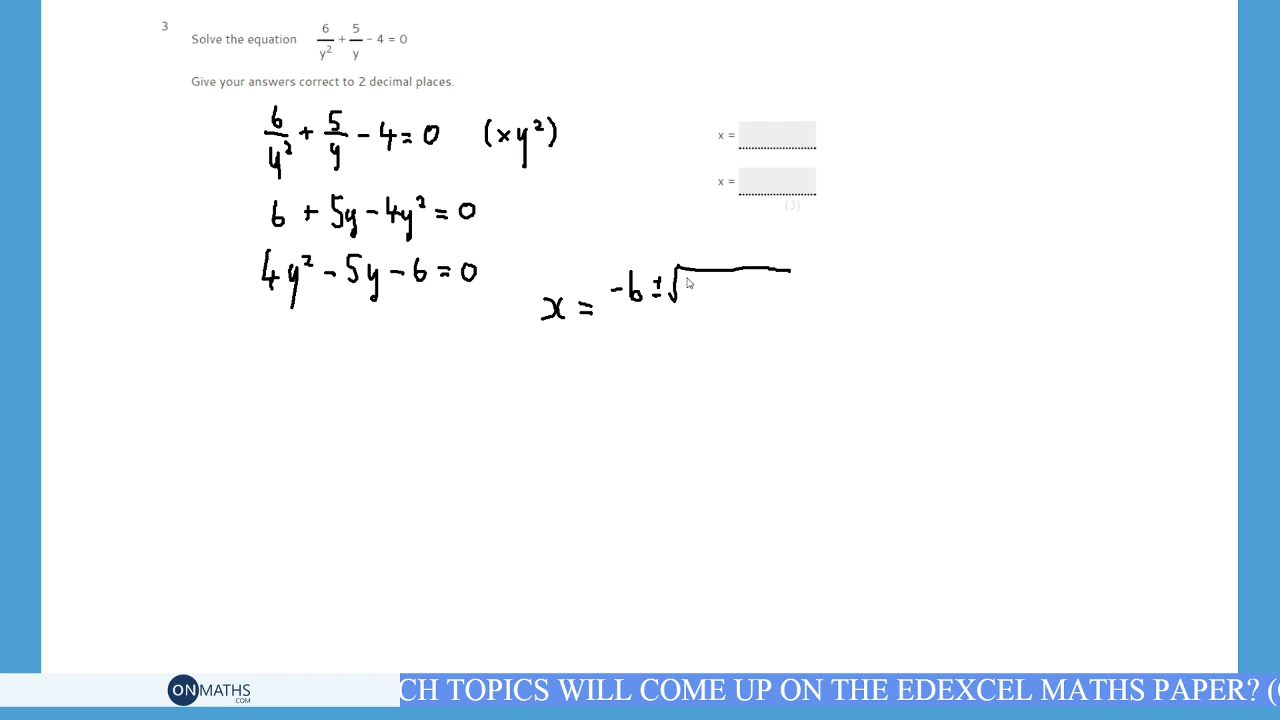 3
Solve the equation 6/y² + 5/y − 4 = 0
Give your answers correct to 2 decimal places.
6/y² + 5/y − 4 = 0 (×y²)
x =
6 + 5y − 4y² = 0
x =
(3)
4y² − 5y − 6 = 0
x = −b ± √
ONMATHS
.COM
CH TOPICS WILL COME UP ON THE EDEXCEL MATHS PAPER? (